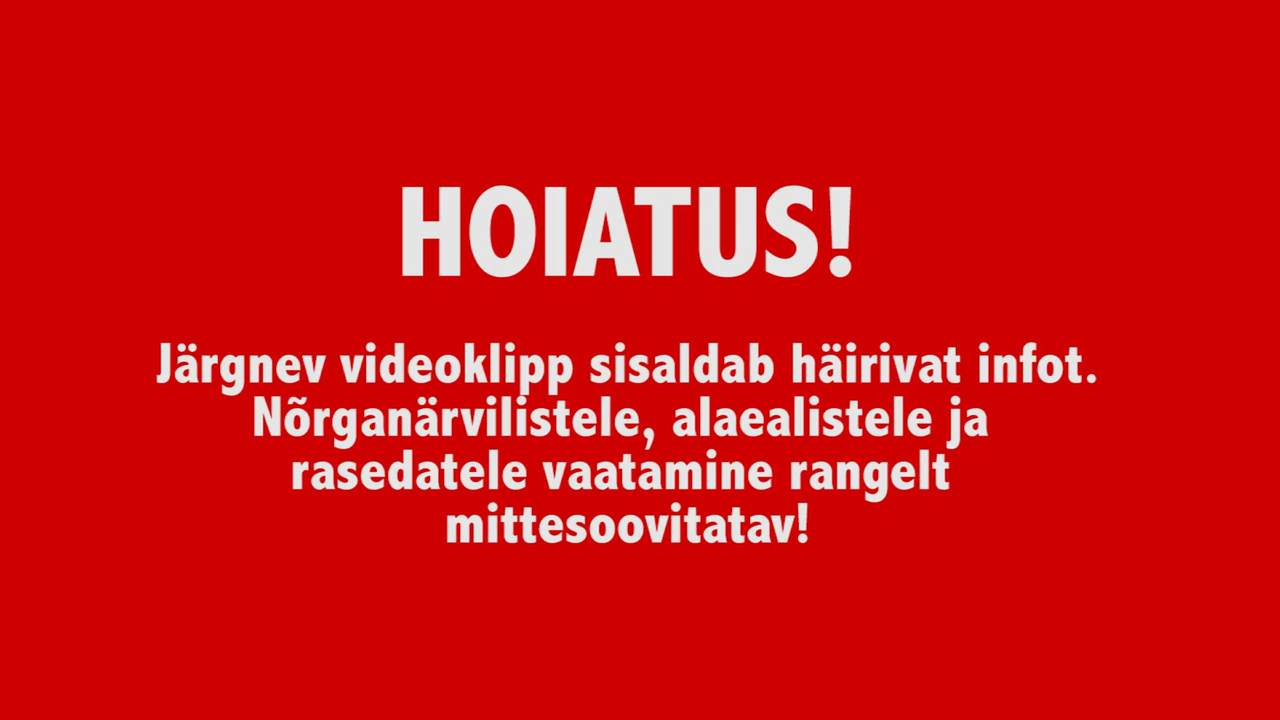 HOIATUS!
Järgnev videoklipp sisaldab häirivat infot.
Nõrganärvilistele, alaealistele ja
rasedatele vaatamine rangelt
mittesoovitatav!